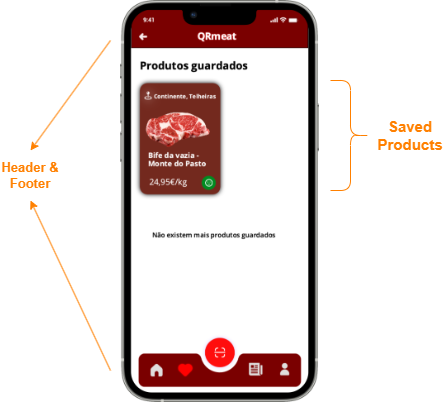 9:41
QRmeat
Produtos guardados
Continente, Telheiras
Bife da vazia -
Monte do Pasto
24,95€/kg
Não existem mais produtos guardados
Header &
Footer
Saved
Products